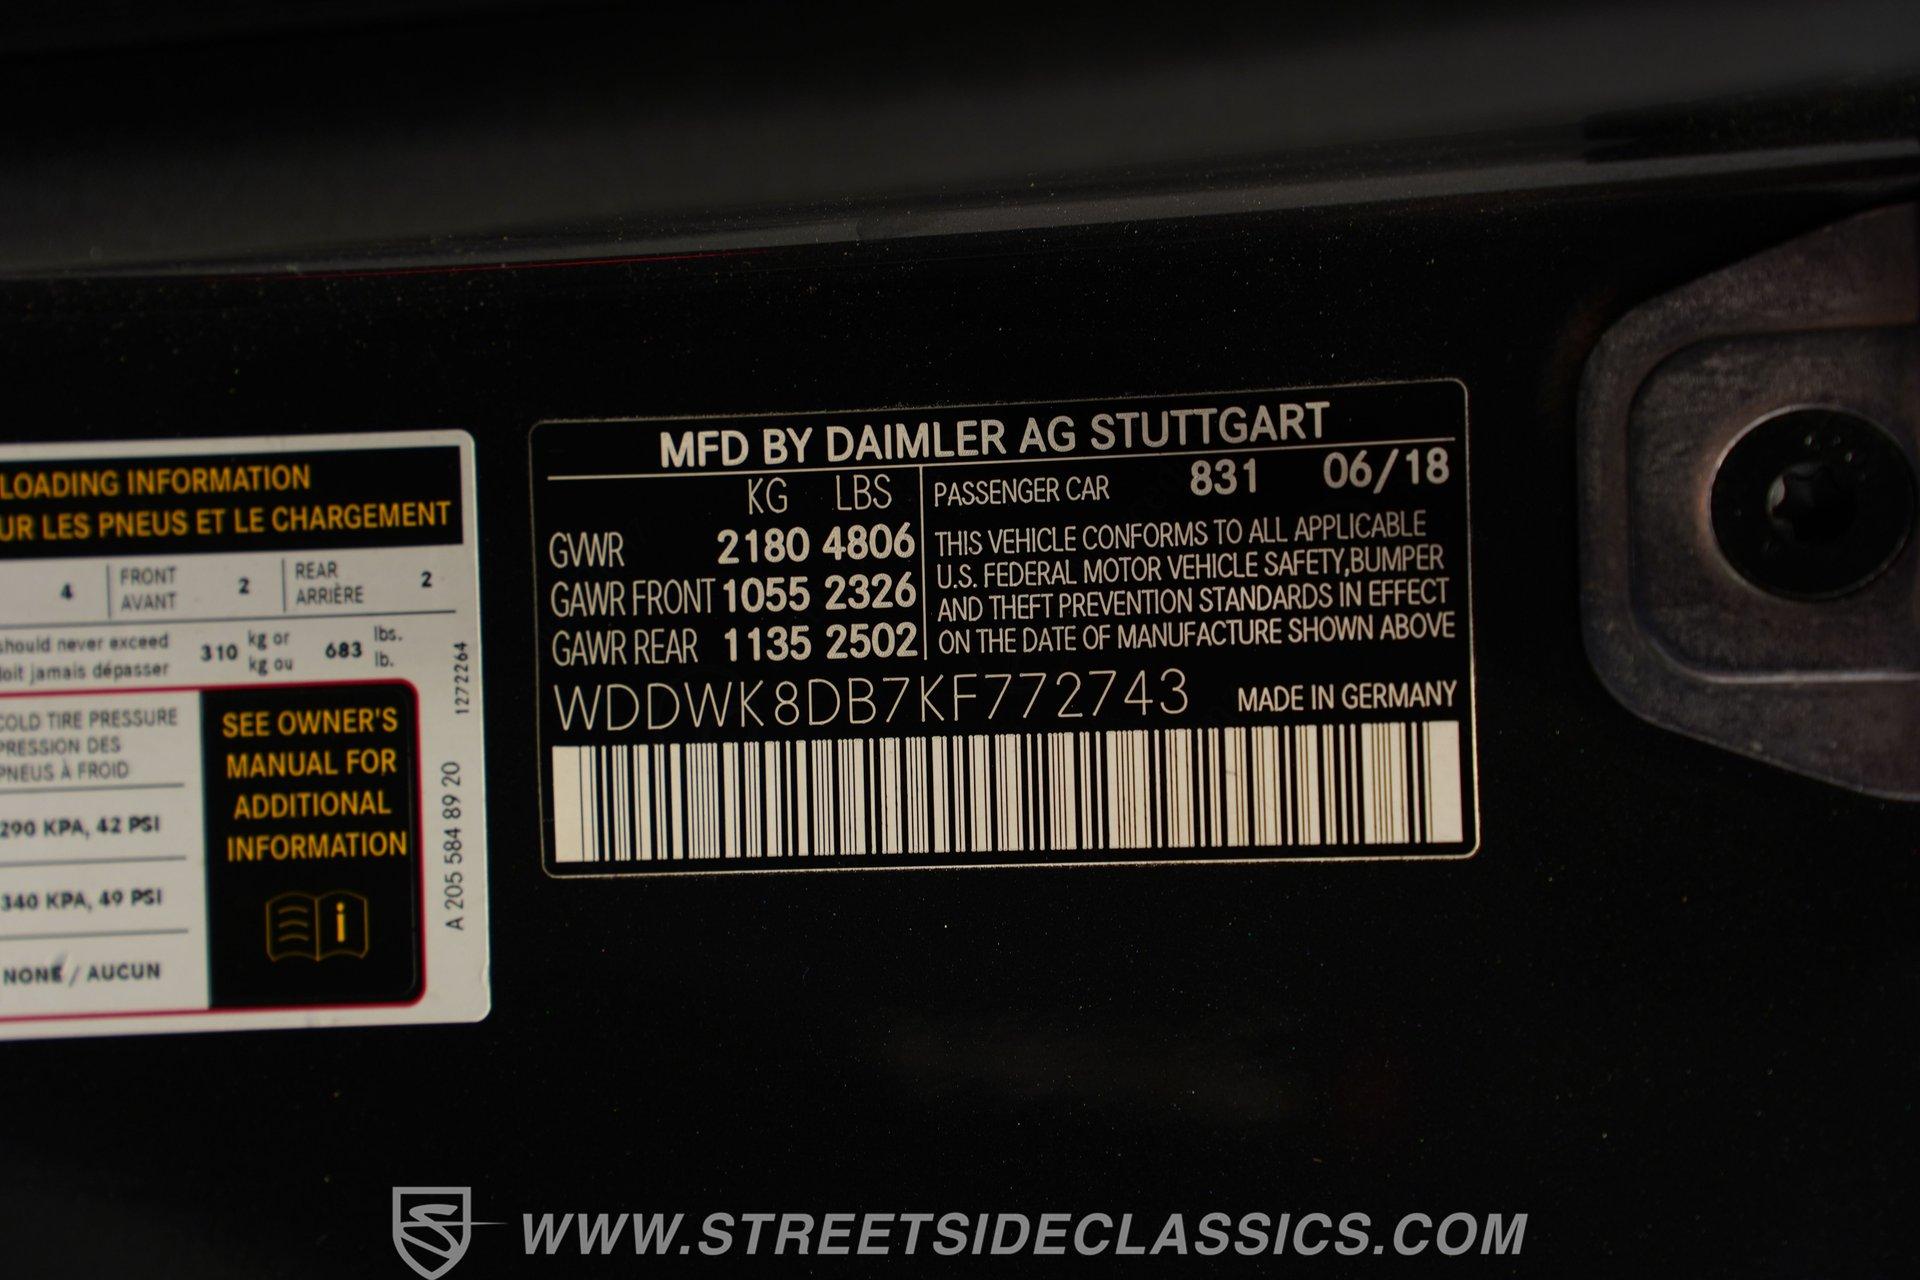 LOADING INFORMATION
UR LES PNEUS ET LE CHARGEMENT
4 FRONT AVANT 2 REAR ARRIÈRE 2
should never exceed 310 kg or 683 lbs.
doit jamais dépasser kg ou lb.
COLD TIRE PRESSURE
PRESSION DES
PNEUS À FROID
290 KPA, 42 PSI
340 KPA, 49 PSI
NONE / AUCUN
SEE OWNER'S
MANUAL FOR
ADDITIONAL
INFORMATION
i
1272264
A 205 584 89 20
MFD BY DAIMLER AG STUTTGART
KG LBS
GVWR 2180 4806
GAWR FRONT 1055 2326
GAWR REAR 1135 2502
PASSENGER CAR 831 06/18
THIS VEHICLE CONFORMS TO ALL APPLICABLE
U.S. FEDERAL MOTOR VEHICLE SAFETY,BUMPER
AND THEFT PREVENTION STANDARDS IN EFFECT
ON THE DATE OF MANUFACTURE SHOWN ABOVE
WDDWK8DB7KF772743 MADE IN GERMANY
WWW.STREETSIDECLASSICS.COM